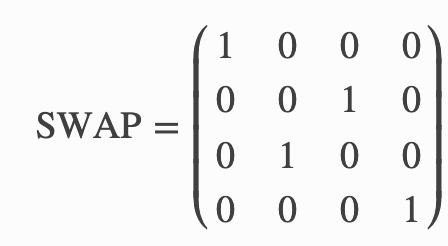 SWAP = 
( 1 0 0 0 )
( 0 0 1 0 )
( 0 1 0 0 )
( 0 0 0 1 )